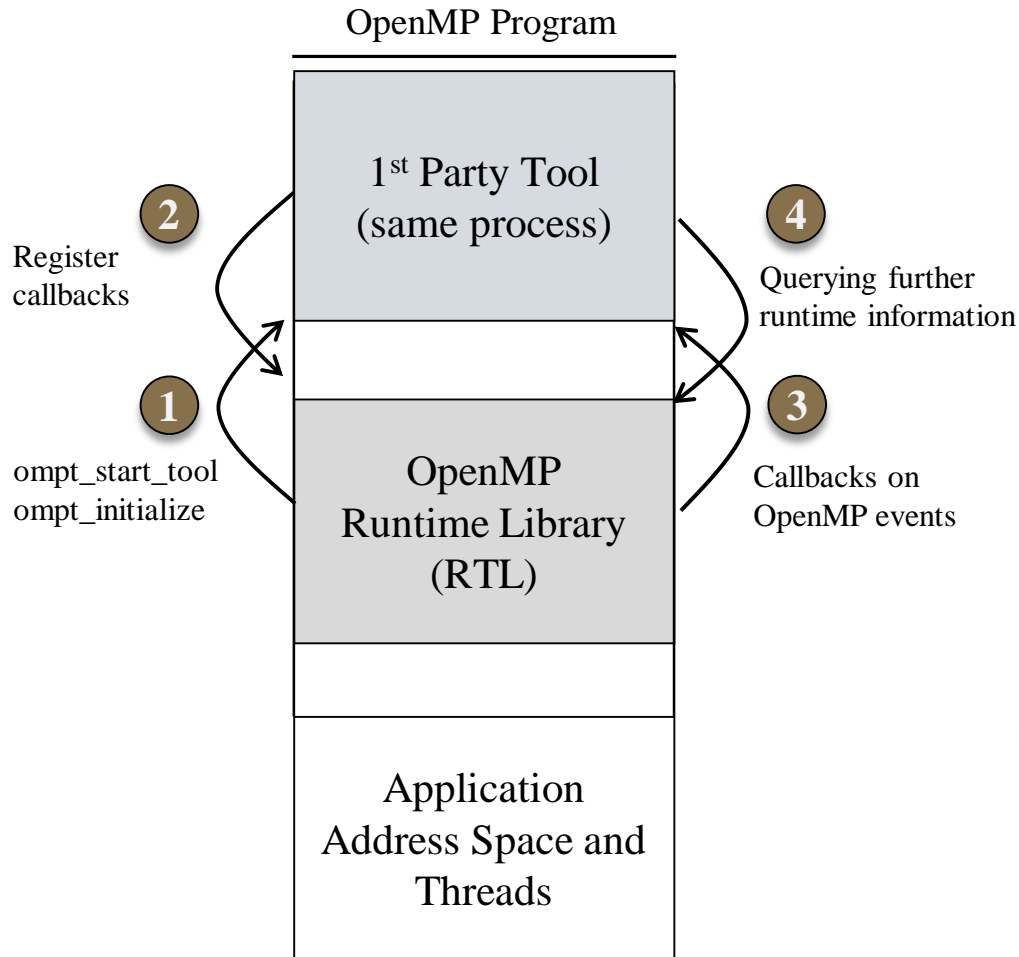 OpenMP Program
1st Party Tool
(same process)
2
Register
callbacks
4
Querying further
runtime information
1
ompt_start_tool
ompt_initialize
3
Callbacks on
OpenMP events
OpenMP
Runtime Library
(RTL)
Application
Address Space and
Threads